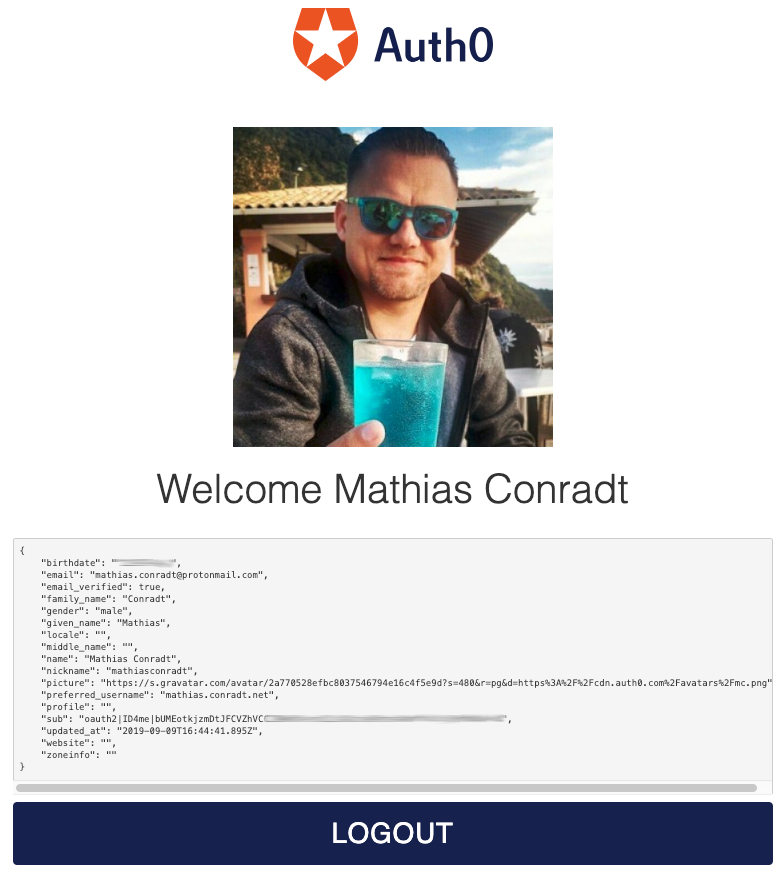 Auth0
Welcome Mathias Conradt
{
"birthdate": "",
"email": "mathias.conradt@protonmail.com",
"email_verified": true,
"family_name": "Conradt",
"gender": "male",
"given_name": "Mathias",
"locale": "",
"middle_name": "",
"name": "Mathias Conradt",
"nickname": "mathiasconradt",
"picture": "https://s.gravatar.com/avatar/2a770528efbc8037546794e16c4f5e9d?s=480&r=pg&d=https%3A%2F%2Fcdn.auth0.com%2Favatars%2Fmc.png"
"preferred_username": "mathias.conradt.net",
"profile": "",
"sub": "oauth2|ID4me|bUMEotkjzmDtJFCVZhVC",
"updated_at": "2019-09-09T16:44:41.895Z",
"website": "",
"zoneinfo": ""
}
LOGOUT